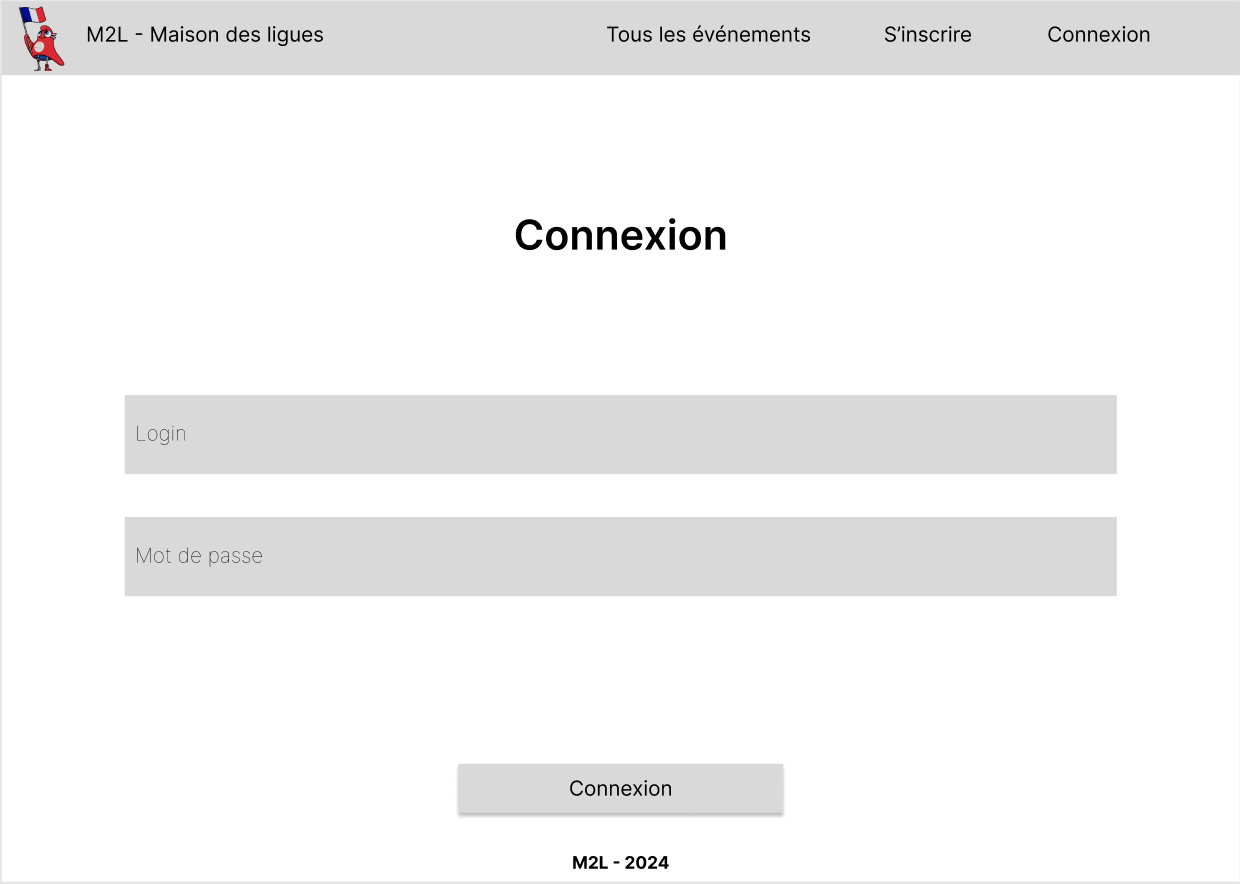 M2L - Maison des ligues
Tous les événements
S’inscrire
Connexion
Connexion
Login
Mot de passe
Connexion
M2L - 2024